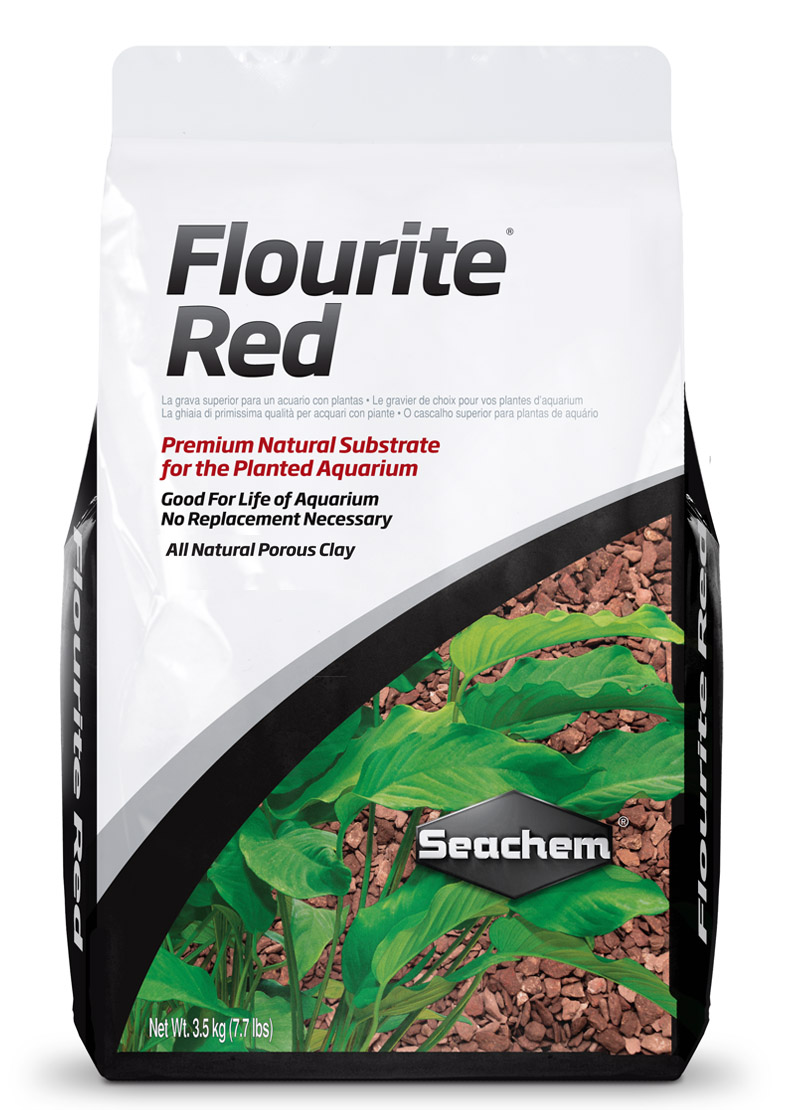 Flourite®
Red
La grava superior para un acuario con plantas • Le gravier de choix pour vos plantes d'aquarium
La ghiaia di primissima qualità per acquari con piante • O cascalho superior para plantas de aquário
Premium Natural Substrate
for the Planted Aquarium
Good For Life of Aquarium
No Replacement Necessary
All Natural Porous Clay
Flourite Red
Flourite Red
Seachem®
Net Wt. 3.5 kg (7.7 lbs)